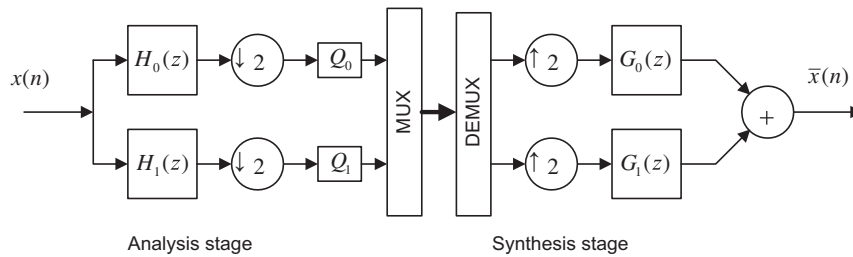 x(n)
H₀(z)
↓ 2
Q₀
MUX
DEMUX
↑ 2
G₀(z)
x̄(n)
+
H₁(z)
↓ 2
Q₁
↑ 2
G₁(z)
Analysis stage
Synthesis stage